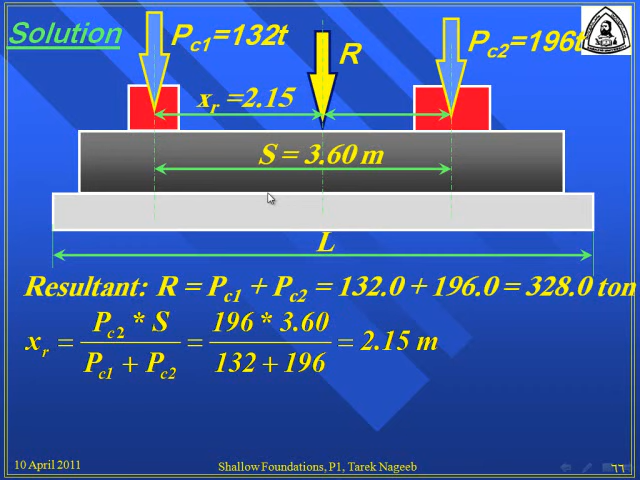 Solution
Pc1=132t
R
Pc2=196t
xr =2.15
S = 3.60 m
L
Resultant: R = Pc1 + Pc2 = 132.0 + 196.0 = 328.0 ton
xr = Pc2 * S / Pc1 + Pc2 = 196 * 3.60 / 132 + 196 = 2.15 m
10 April 2011
Shallow Foundations, P1, Tarek Nageeb
٦٦